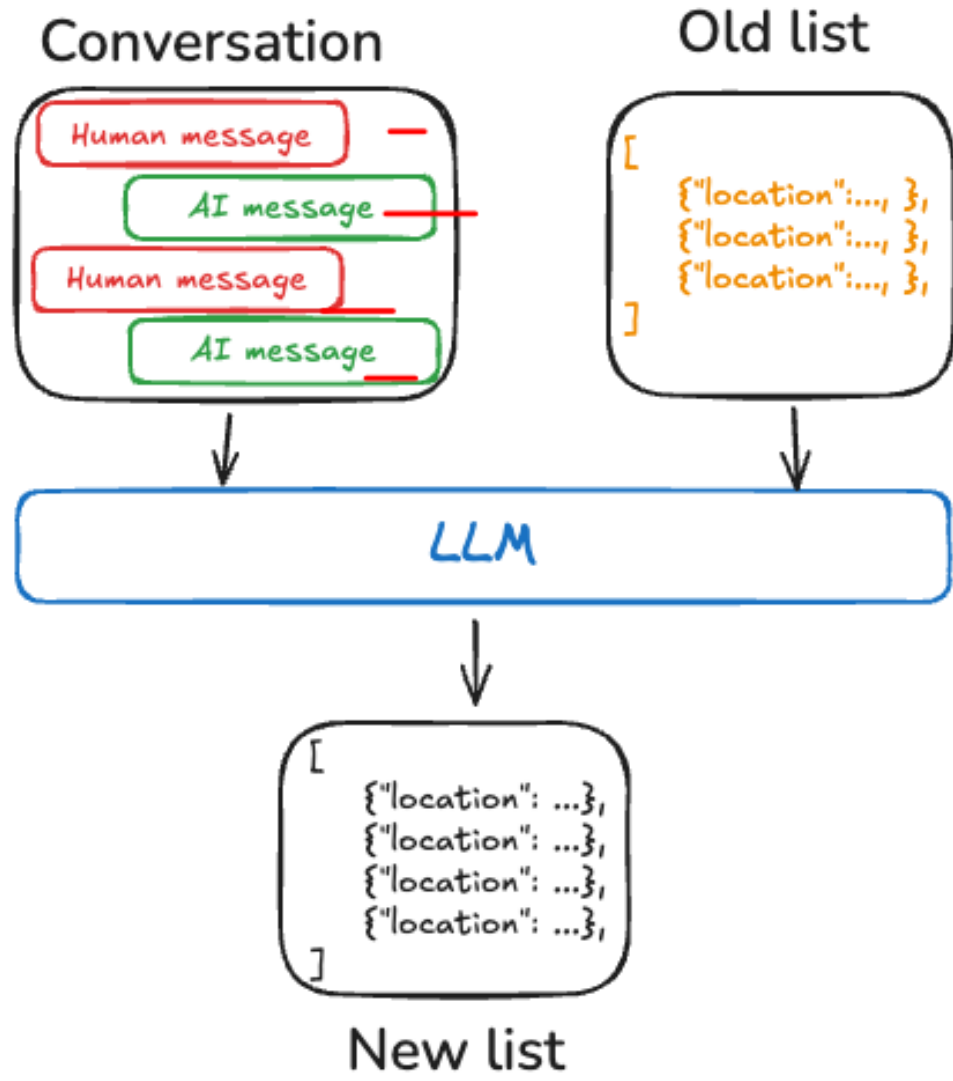 Conversation
Old list
Human message
AI message
Human message
AI message
[
{"location":..., },
{"location":..., },
{"location":..., },
]
LLM
[
{"location": ...},
{"location": ...},
{"location": ...},
{"location": ...},
]
New list